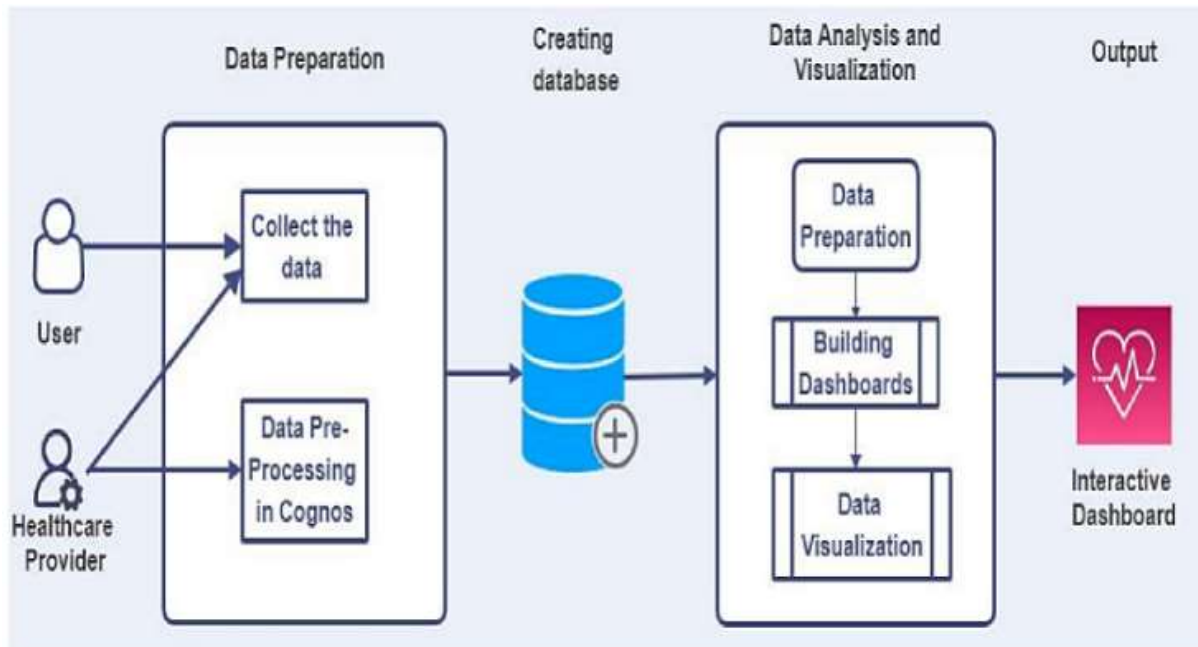 Data Preparation
Creating
database
Data Analysis and
Visualization
Output
User
Healthcare
Provider
Collect the
data
Data Pre-
Processing
in Cognos
Data
Preparation
Building
Dashboards
Data
Visualization
Interactive
Dashboard